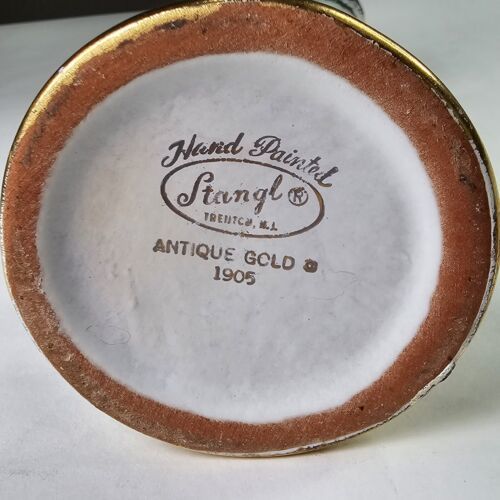 Hand Painted
Stangl ®
TRENTON, N.J.
ANTIQUE GOLD
1905